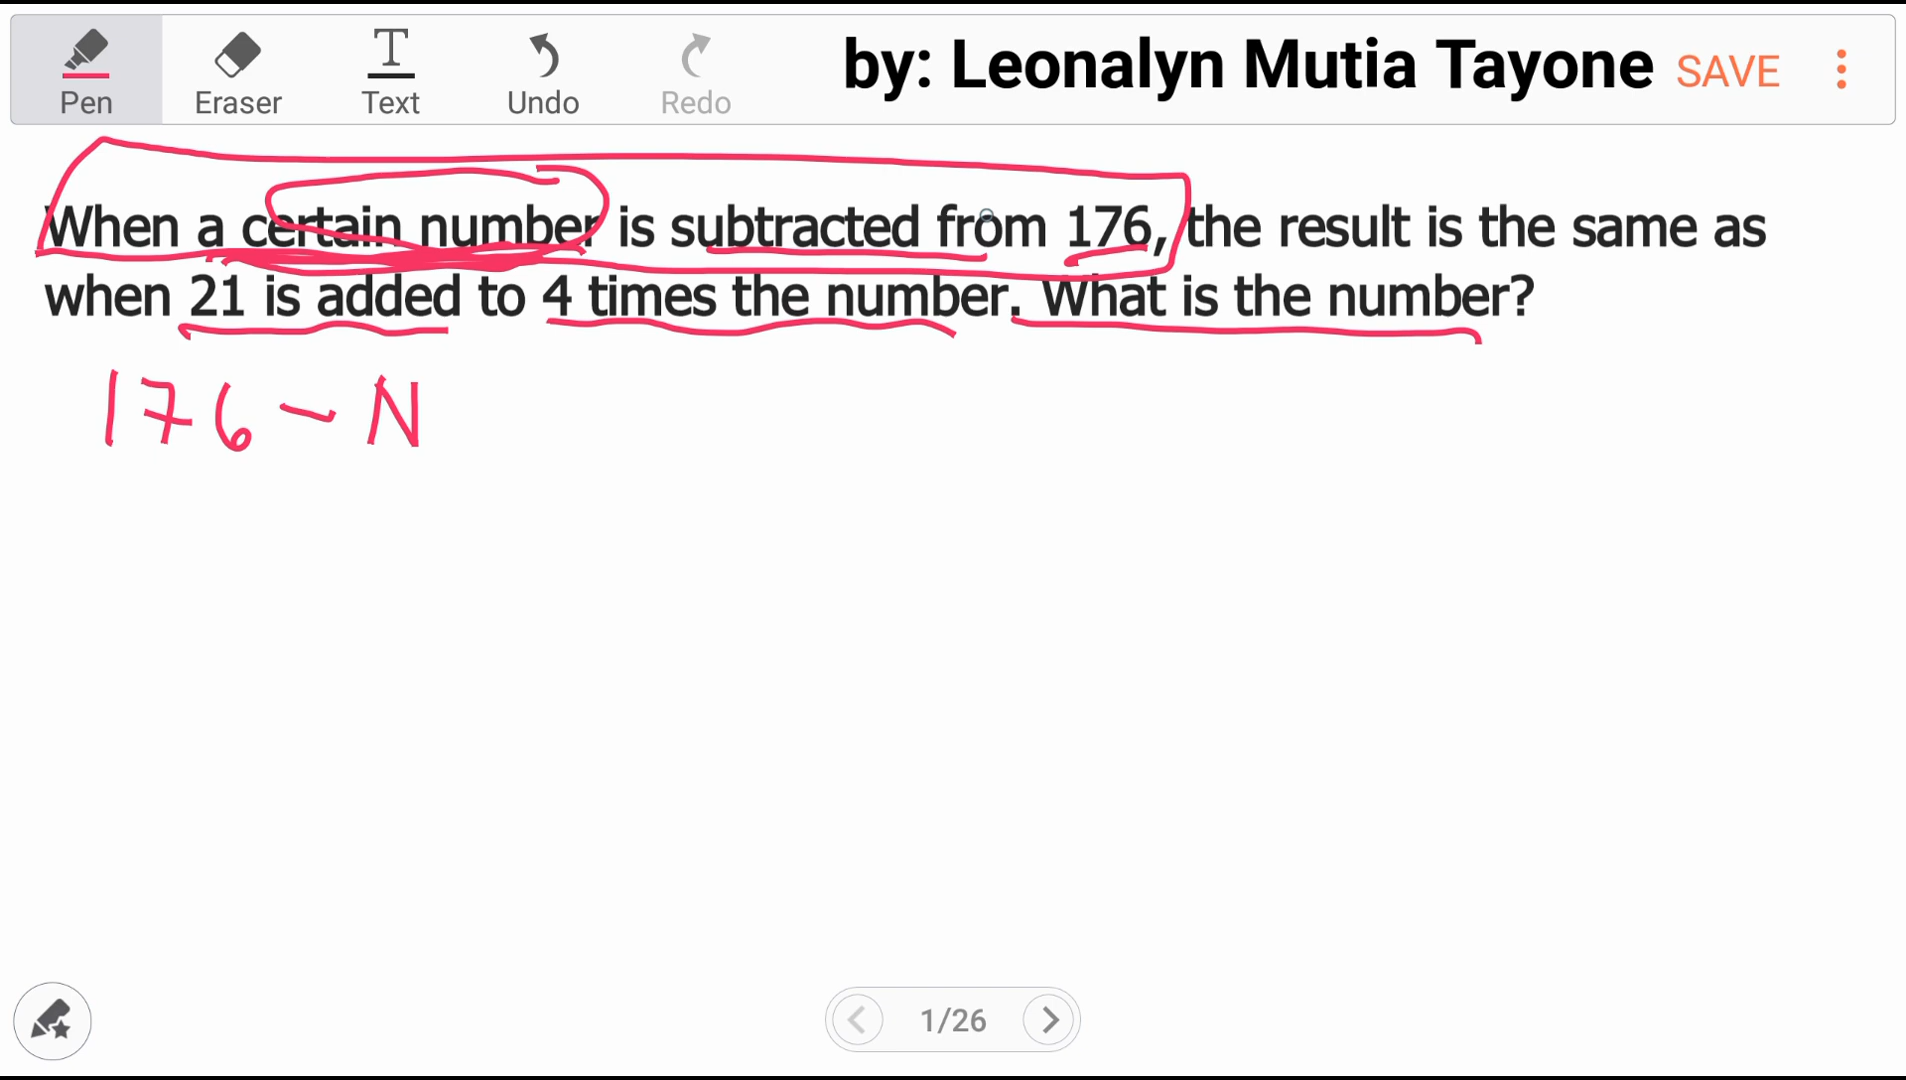 Pen
Eraser
Text
Undo
Redo
by: Leonalyn Mutia Tayone
SAVE
When a certain number is subtracted from 176, the result is the same as
when 21 is added to 4 times the number. What is the number?
176 - N
1/26